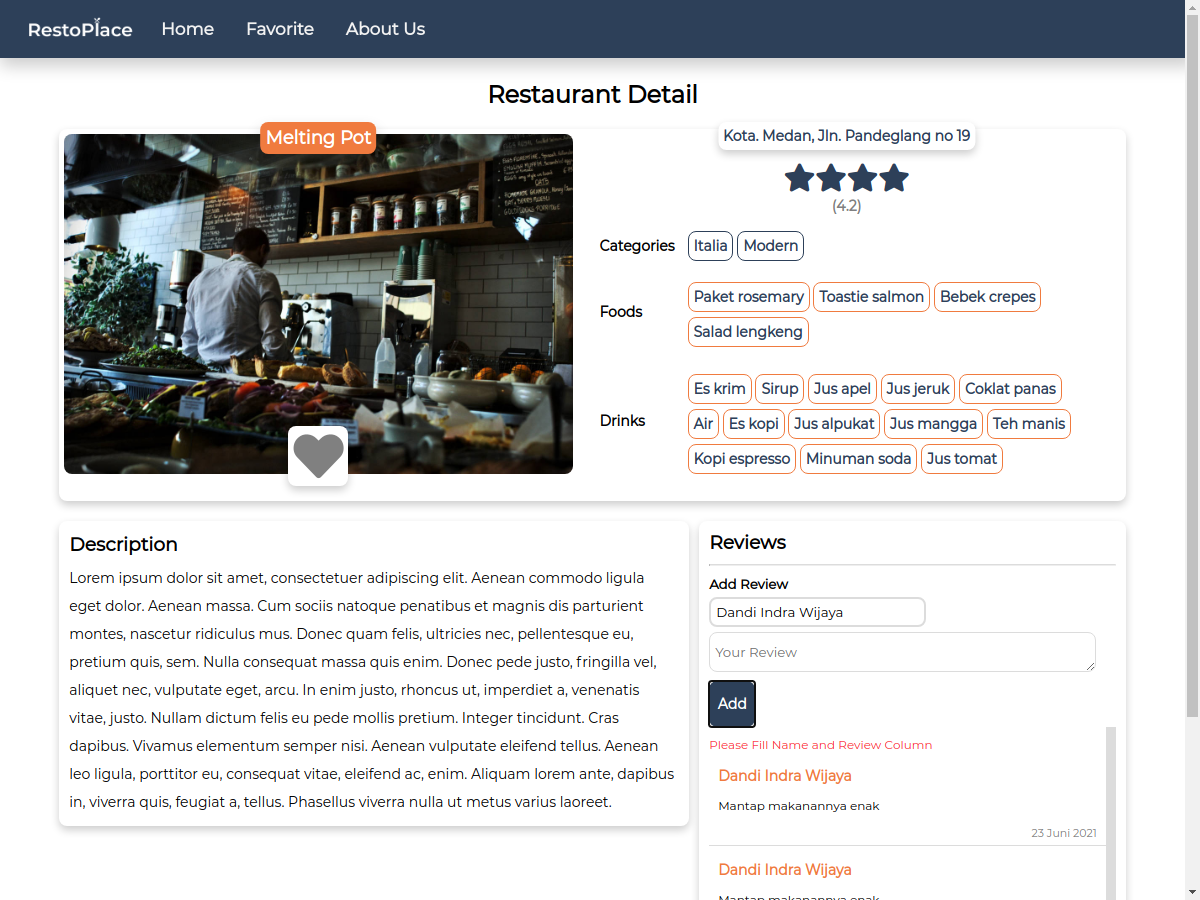 RestoPlace Home Favorite About Us
Restaurant Detail
Melting Pot
Kota. Medan, Jln. Pandeglang no 19
(4.2)
Categories Italia Modern
Foods Paket rosemary Toastie salmon Bebek crepes
Salad lengkeng
Drinks Es krim Sirup Jus apel Jus jeruk Coklat panas
Air Es kopi Jus alpukat Jus mangga Teh manis
Kopi espresso Minuman soda Jus tomat
Description
Lorem ipsum dolor sit amet, consectetuer adipiscing elit. Aenean commodo ligula
eget dolor. Aenean massa. Cum sociis natoque penatibus et magnis dis parturient
montes, nascetur ridiculus mus. Donec quam felis, ultricies nec, pellentesque eu,
pretium quis, sem. Nulla consequat massa quis enim. Donec pede justo, fringilla vel,
aliquet nec, vulputate eget, arcu. In enim justo, rhoncus ut, imperdiet a, venenatis
vitae, justo. Nullam dictum felis eu pede mollis pretium. Integer tincidunt. Cras
dapibus. Vivamus elementum semper nisi. Aenean vulputate eleifend tellus. Aenean
leo ligula, porttitor eu, consequat vitae, eleifend ac, enim. Aliquam lorem ante, dapibus
in, viverra quis, feugiat a, tellus. Phasellus viverra nulla ut metus varius laoreet.
Reviews
Add Review
Dandi Indra Wijaya
Your Review
Add
Please Fill Name and Review Column
Dandi Indra Wijaya
Mantap makanannya enak
23 Juni 2021
Dandi Indra Wijaya
Mantap makanannya enak